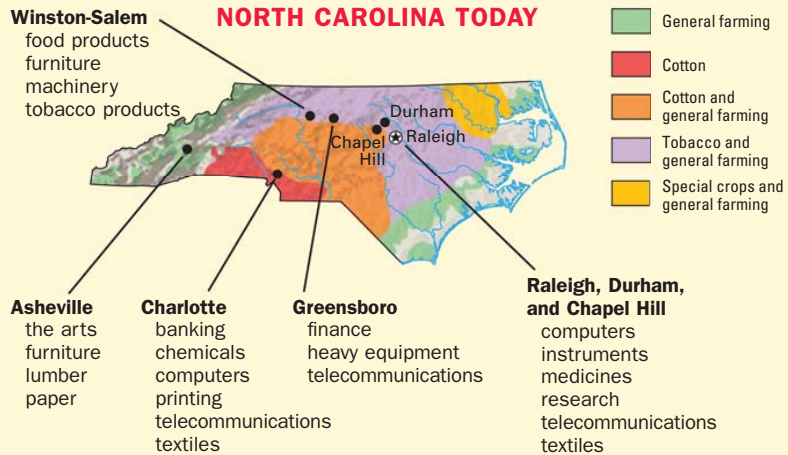 NORTH CAROLINA TODAY
Winston-Salem
food products
furniture
machinery
tobacco products
General farming
Cotton
Cotton and
general farming
Tobacco and
general farming
Special crops and
general farming
Durham
Chapel
Hill
Raleigh
Asheville
the arts
furniture
lumber
paper
Charlotte
banking
chemicals
computers
printing
telecommunications
textiles
Greensboro
finance
heavy equipment
telecommunications
Raleigh, Durham,
and Chapel Hill
computers
instruments
medicines
research
telecommunications
textiles